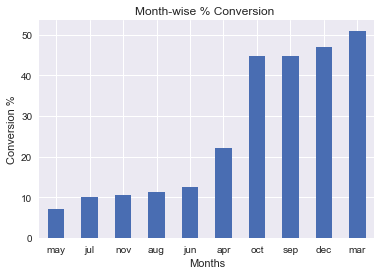 Month-wise % Conversion
50
40
30
20
10
0
Conversion %
may jul nov aug jun apr oct sep dec mar
Months